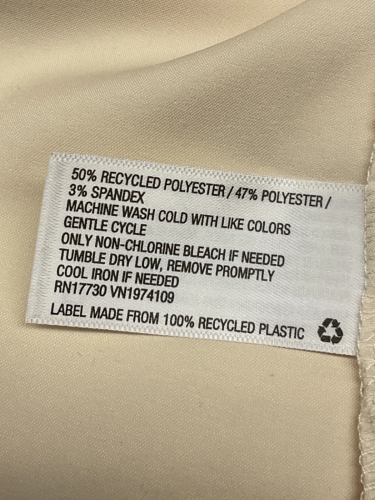 50% RECYCLED POLYESTER / 47% POLYESTER /
3% SPANDEX
MACHINE WASH COLD WITH LIKE COLORS
GENTLE CYCLE
ONLY NON-CHLORINE BLEACH IF NEEDED
TUMBLE DRY LOW, REMOVE PROMPTLY
COOL IRON IF NEEDED
RN17730 VN1974109
LABEL MADE FROM 100% RECYCLED PLASTIC